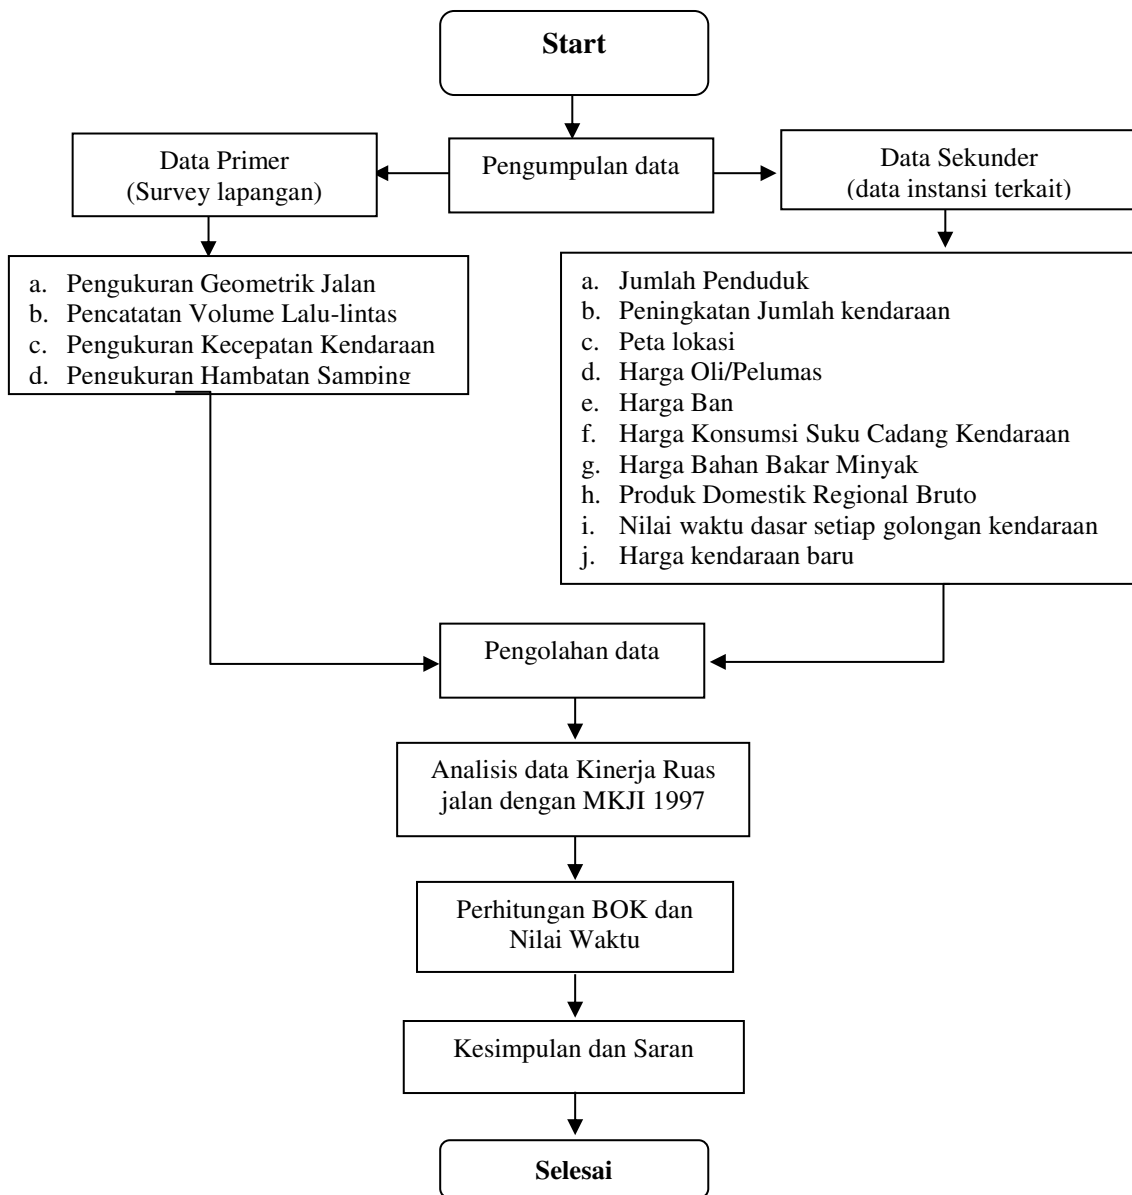 Start
Pengumpulan data
Data Primer
(Survey lapangan)
Data Sekunder
(data instansi terkait)
a. Pengukuran Geometrik Jalan
b. Pencatatan Volume Lalu-lintas
c. Pengukuran Kecepatan Kendaraan
d. Pengukuran Hambatan Samping
a. Jumlah Penduduk
b. Peningkatan Jumlah kendaraan
c. Peta lokasi
d. Harga Oli/Pelumas
e. Harga Ban
f. Harga Konsumsi Suku Cadang Kendaraan
g. Harga Bahan Bakar Minyak
h. Produk Domestik Regional Bruto
i. Nilai waktu dasar setiap golongan kendaraan
j. Harga kendaraan baru
Pengolahan data
Analisis data Kinerja Ruas
jalan dengan MKJI 1997
Perhitungan BOK dan
Nilai Waktu
Kesimpulan dan Saran
Selesai